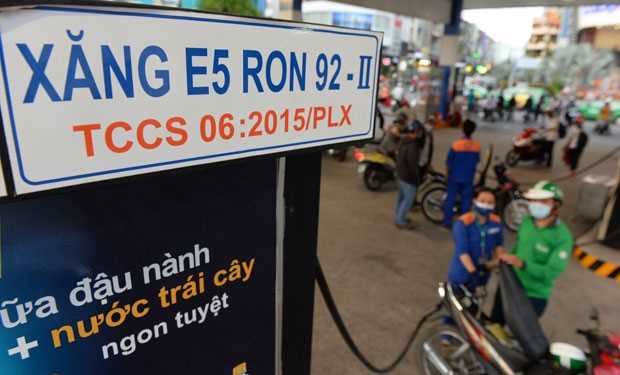 XĂNG E5 RON 92 - II
TCCS 06:2015/PLX
ữa đậu nành
+ nước trái cây
ngon tuyệt